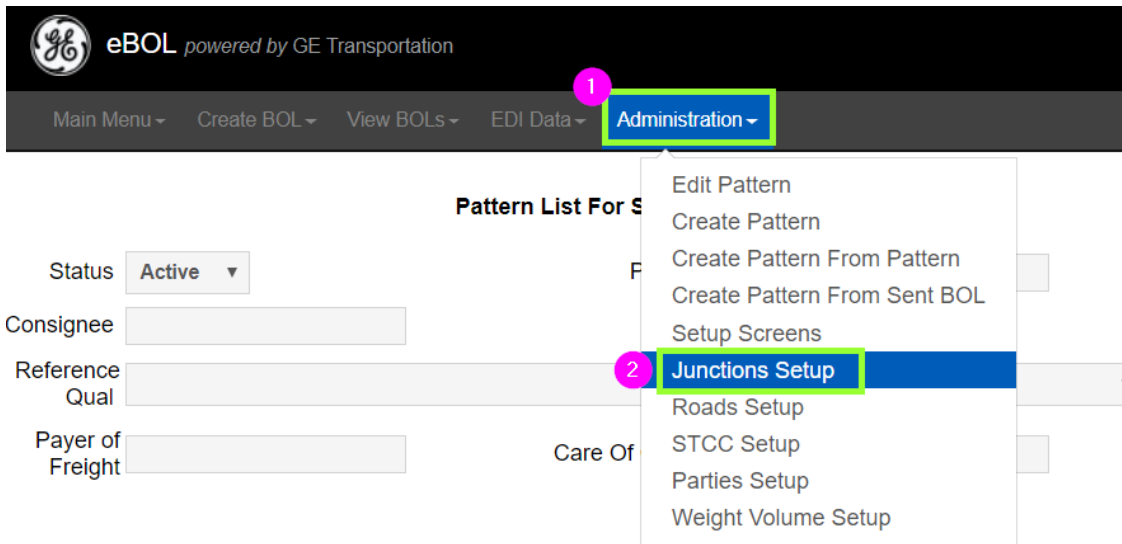 GE eBOL powered by GE Transportation
1
Main Menu Create BOL View BOLs EDI Data Administration
Edit Pattern
Pattern List For S
Create Pattern
Create Pattern From Pattern
Status Active P
Create Pattern From Sent BOL
Consignee
Setup Screens
Reference
Qual
2 Junctions Setup
Roads Setup
Payer of
Freight
Care Of
STCC Setup
Parties Setup
Weight Volume Setup